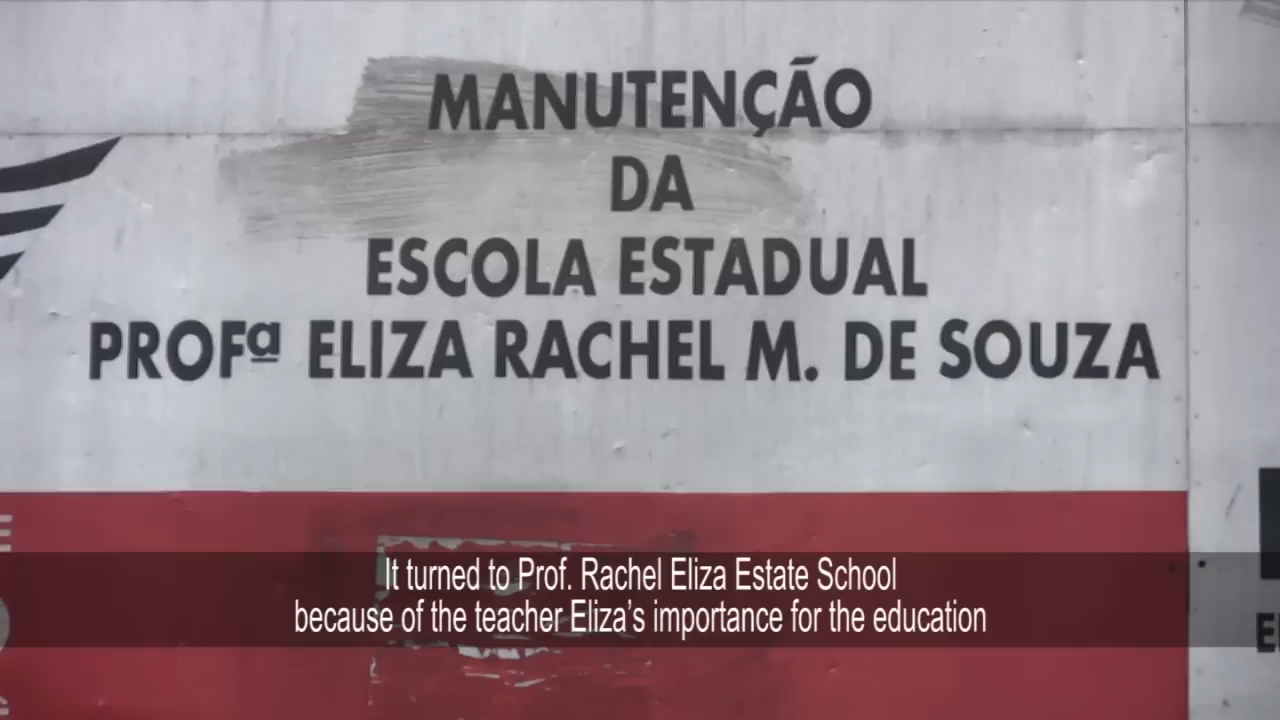 MANUTENÇÃO
DA
ESCOLA ESTADUAL
PROFª ELIZA RACHEL M. DE SOUZA
It turned to Prof. Rachel Eliza Estate School
because of the teacher Eliza's importance for the education